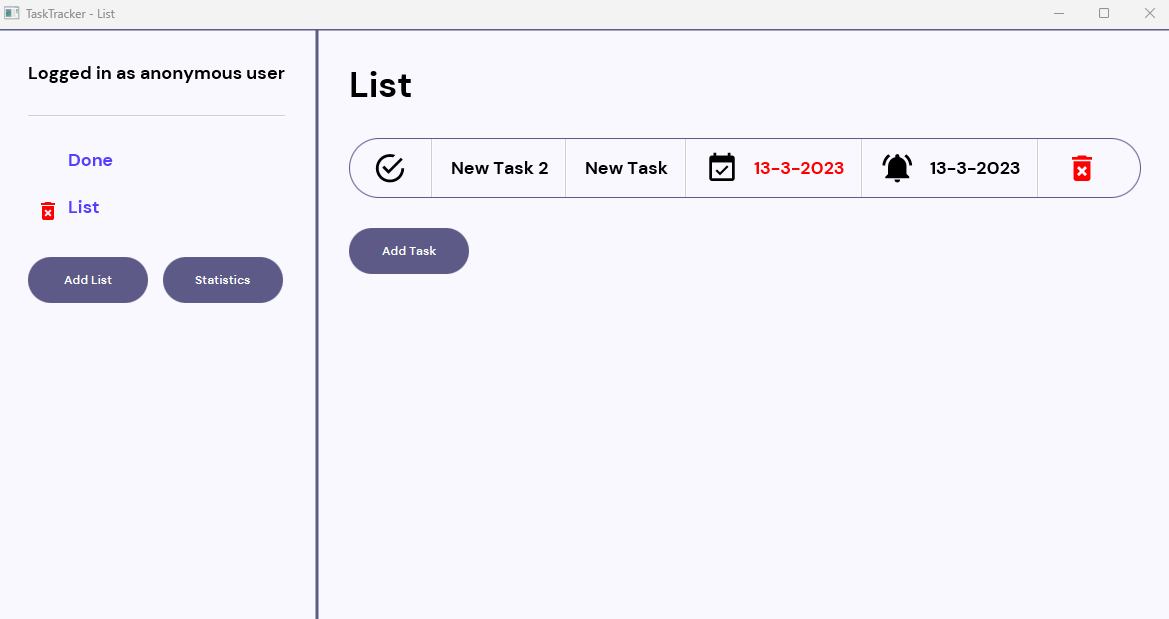 TaskTracker - List
Logged in as anonymous user
Done
List
Add List
Statistics
List
New Task 2
New Task
13-3-2023
13-3-2023
Add Task